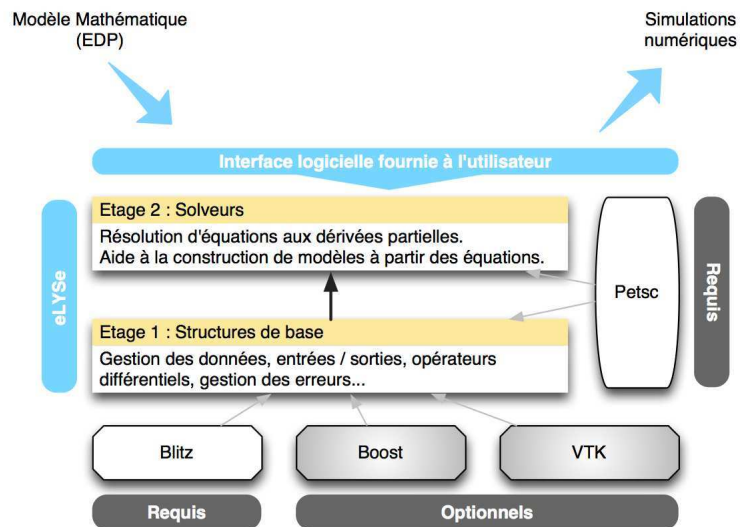 Modèle Mathématique
(EDP)
Simulations
numériques
Interface logicielle fournie à l'utilisateur
eLYSe
Etage 2 : Solveurs
Résolution d'équations aux dérivées partielles.
Aide à la construction de modèles à partir des équations.
Petsc
Requis
Etage 1 : Structures de base
Gestion des données, entrées / sorties, opérateurs
différentiels, gestion des erreurs...
Blitz
Boost
VTK
Requis
Optionnels